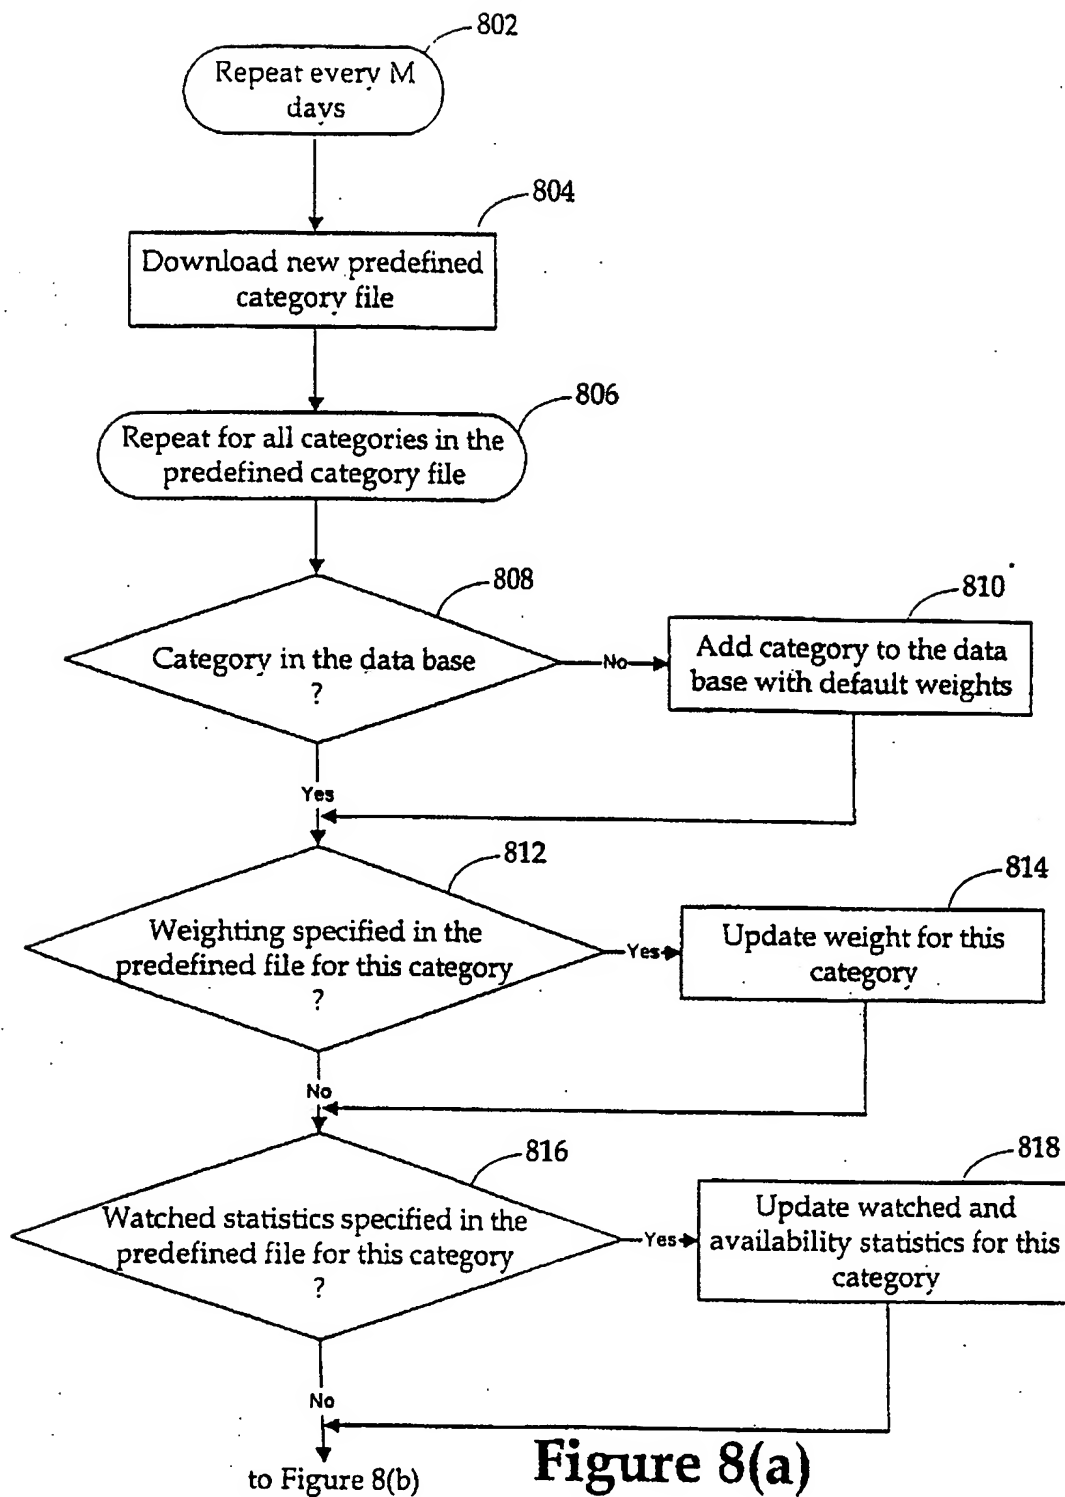 802
Repeat every M
days
804
Download new predefined
category file
806
Repeat for all categories in the
predefined category file
808
Category in the data base
?
No
810
Add category to the data
base with default weights
Yes
812
Weighting specified in the
predefined file for this category
?
Yes
814
Update weight for this
category
No
816
Watched statistics specified in the
predefined file for this category
?
Yes
818
Update watched and
availability statistics for this
category
No
to Figure 8(b)
Figure 8(a)